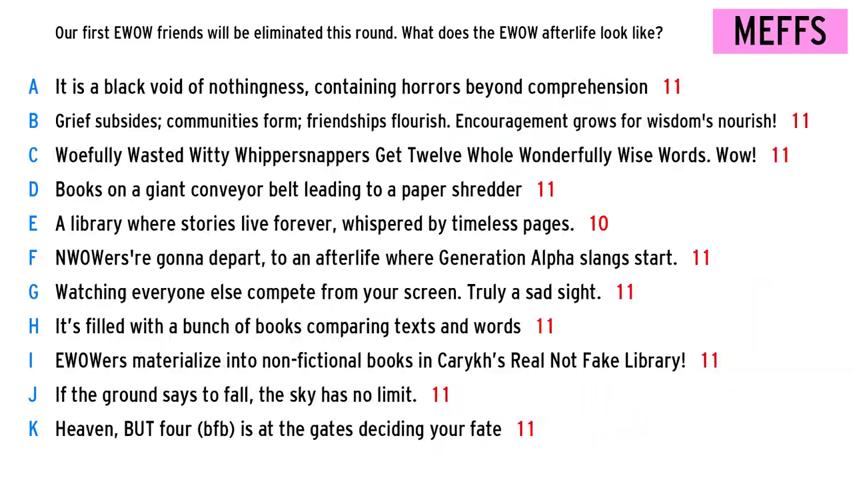 Our first EWOW friends will be eliminated this round. What does the EWOW afterlife look like?
MEFFS
A It is a black void of nothingness, containing horrors beyond comprehension 11
B Grief subsides; communities form; friendships flourish. Encouragement grows for wisdom's nourish! 11
C Woefully Wasted Witty Whippersnappers Get Twelve Whole Wonderfully Wise Words. Wow! 11
D Books on a giant conveyor belt leading to a paper shredder 11
E A library where stories live forever, whispered by timeless pages. 10
F NWOWers're gonna depart, to an afterlife where Generation Alpha slangs start. 11
G Watching everyone else compete from your screen. Truly a sad sight. 11
H It’s filled with a bunch of books comparing texts and words 11
I EWOWers materialize into non-fictional books in Carykh’s Real Not Fake Library! 11
J If the ground says to fall, the sky has no limit. 11
K Heaven, BUT four (bfb) is at the gates deciding your fate 11